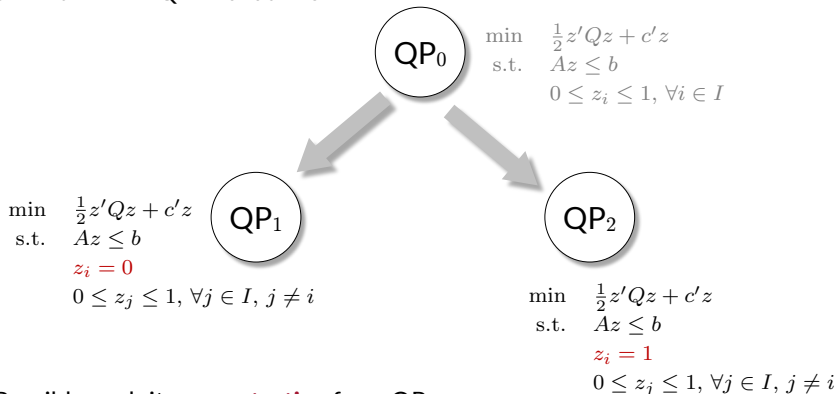 QP₀
min ½z′Qz + c′z
s.t. Az ≤ b
0 ≤ zᵢ ≤ 1, ∀i ∈ I
QP₁
min ½z′Qz + c′z
s.t. Az ≤ b
zᵢ = 0
0 ≤ zⱼ ≤ 1, ∀j ∈ I, j ≠ i
QP₂
min ½z′Qz + c′z
s.t. Az ≤ b
zᵢ = 1
0 ≤ zⱼ ≤ 1, ∀j ∈ I, j ≠ i